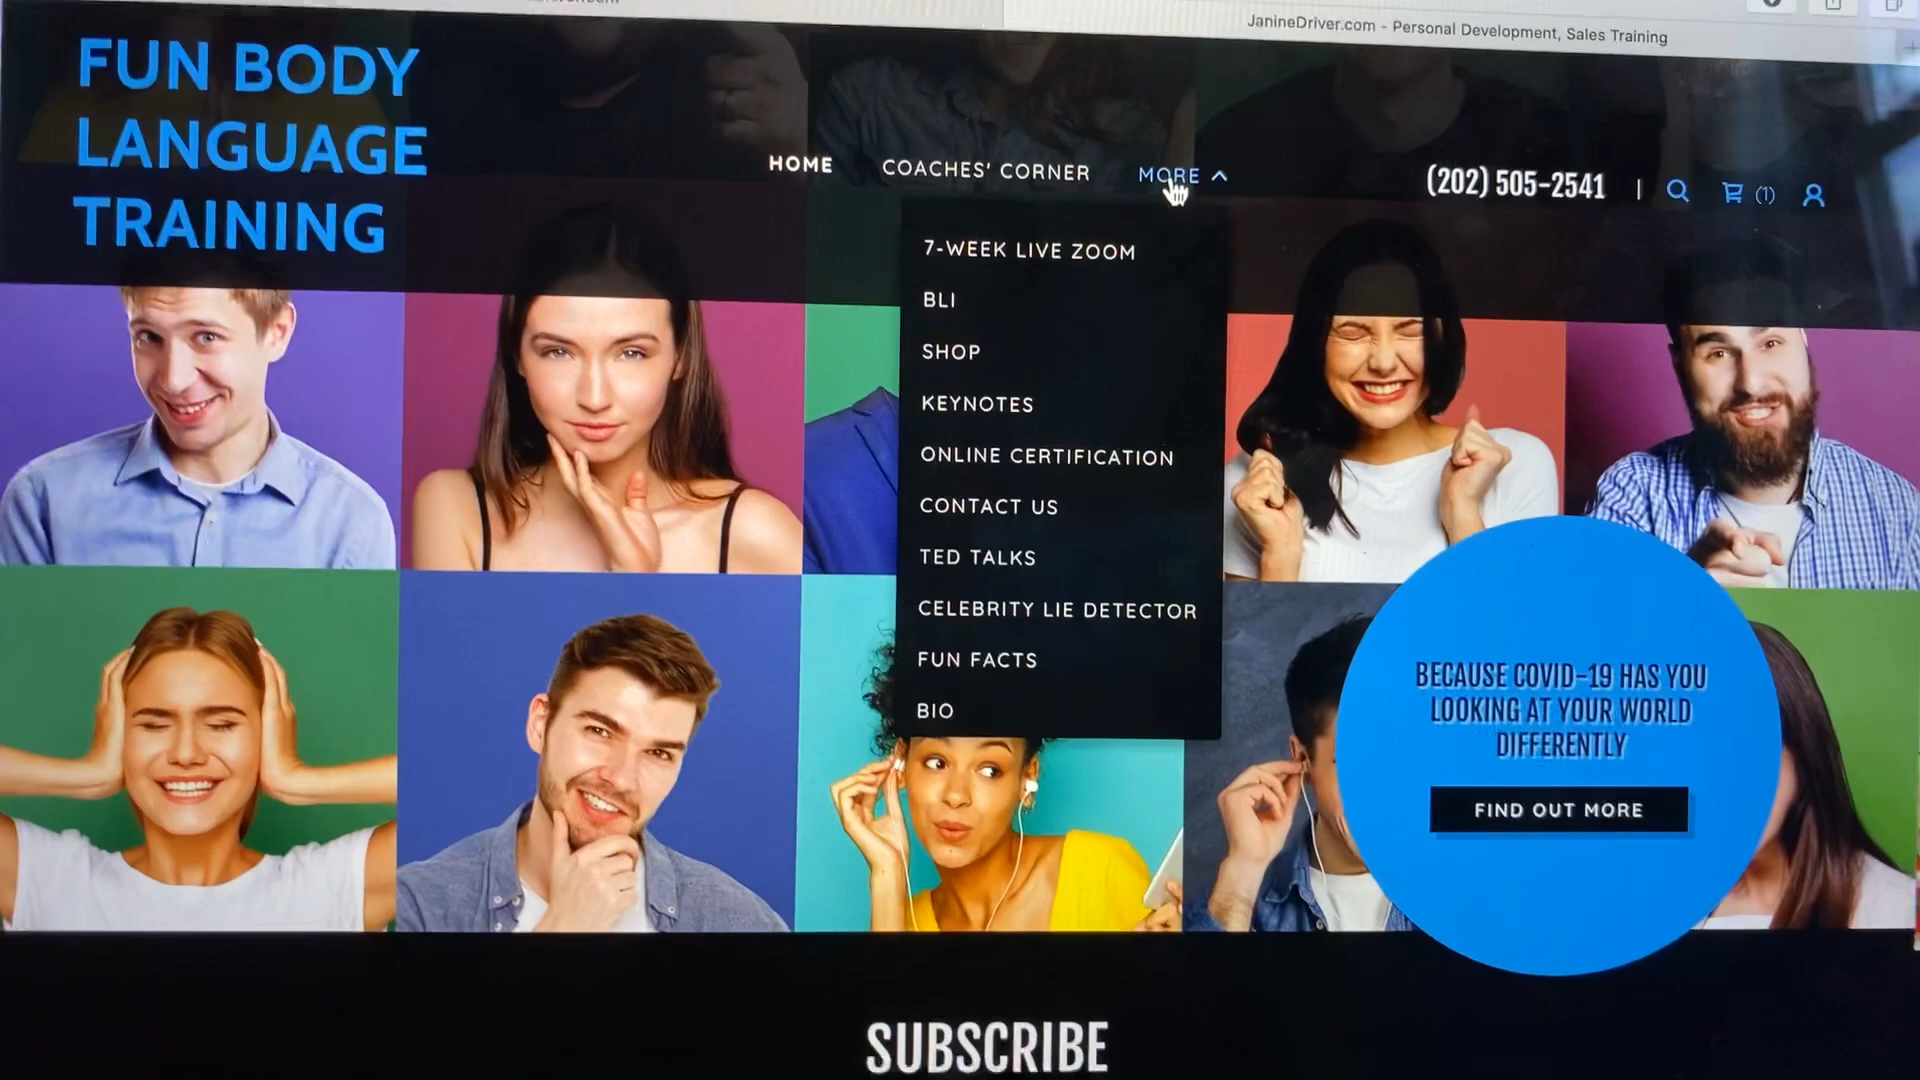 JanineDriver.com - Personal Development, Sales Training
FUN BODY
LANGUAGE
TRAINING
HOME
COACHES' CORNER
MORE
(202) 505-2541
|
(1)
7-WEEK LIVE ZOOM
BLI
SHOP
KEYNOTES
ONLINE CERTIFICATION
CONTACT US
TED TALKS
CELEBRITY LIE DETECTOR
FUN FACTS
BIO
BECAUSE COVID-19 HAS YOU
LOOKING AT YOUR WORLD
DIFFERENTLY
FIND OUT MORE
SUBSCRIBE